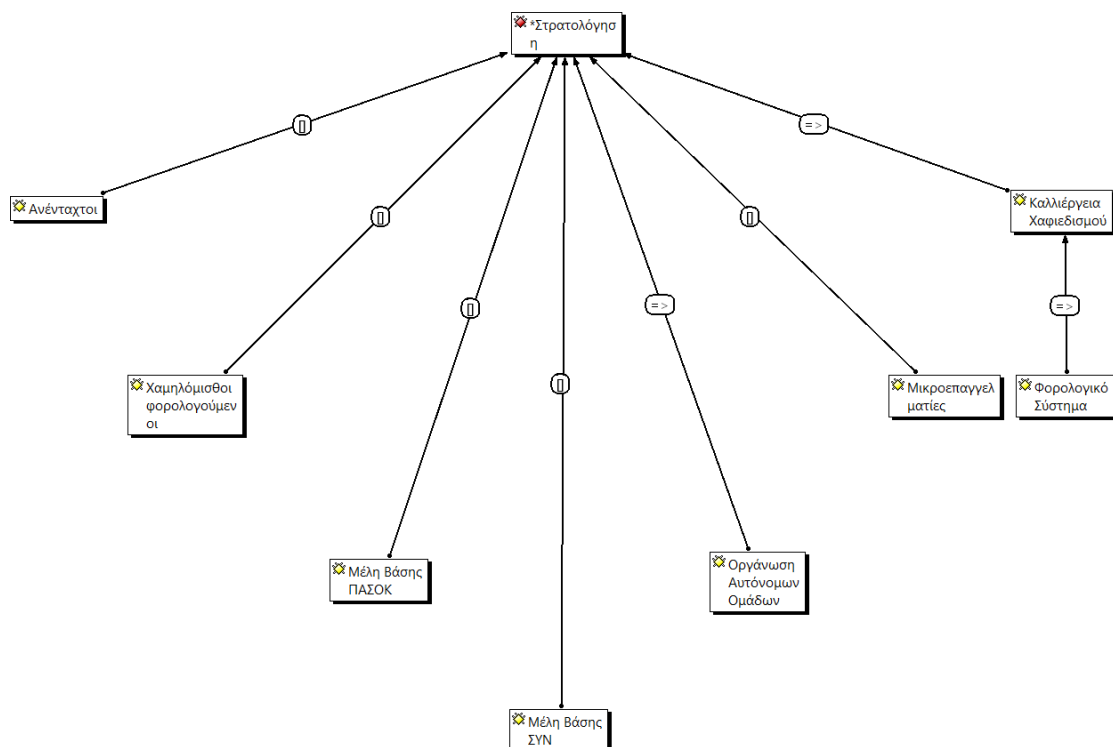 *Στρατολόγησ
η
[]
=>
Ανένταχτοι
[]
[]
Καλλιέργεια
Χαφιεδισμού
[]
=>
=>
[]
Χαμηλόμισθοι
φορολογούμεν
οι
Μικροεπαγγελ
ματίες
Φορολογικό
Σύστημα
Μέλη Βάσης
ΠΑΣΟΚ
Οργάνωση
Αυτόνομων
Ομάδων
Μέλη Βάσης
ΣΥΝ